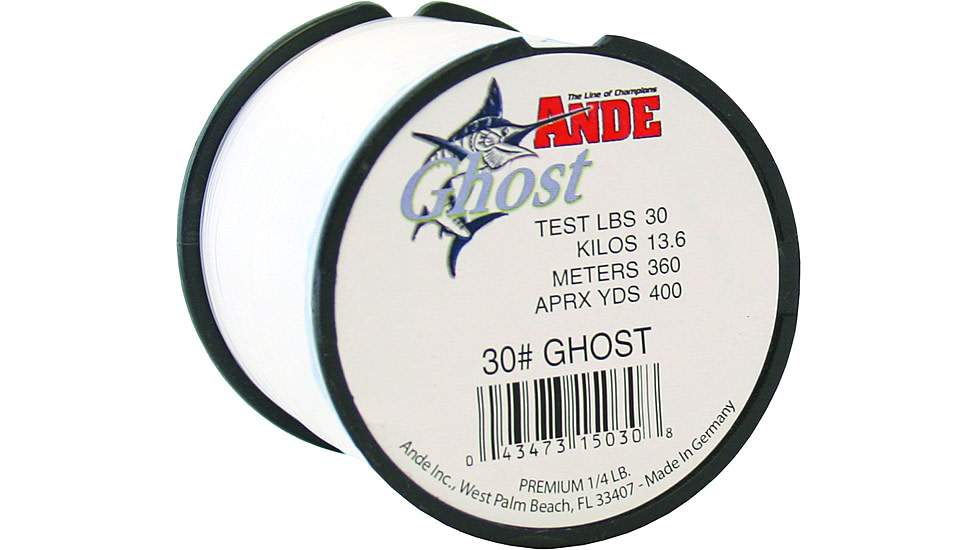 The Line of Champions
ANDE
Ghost
TEST LBS 30
KILOS 13.6
METERS 360
APRX YDS 400
30# GHOST
0 43473 15030 8
PREMIUM 1/4 LB.
Ande Inc., West Palm Beach, FL 33407 - Made In Germany